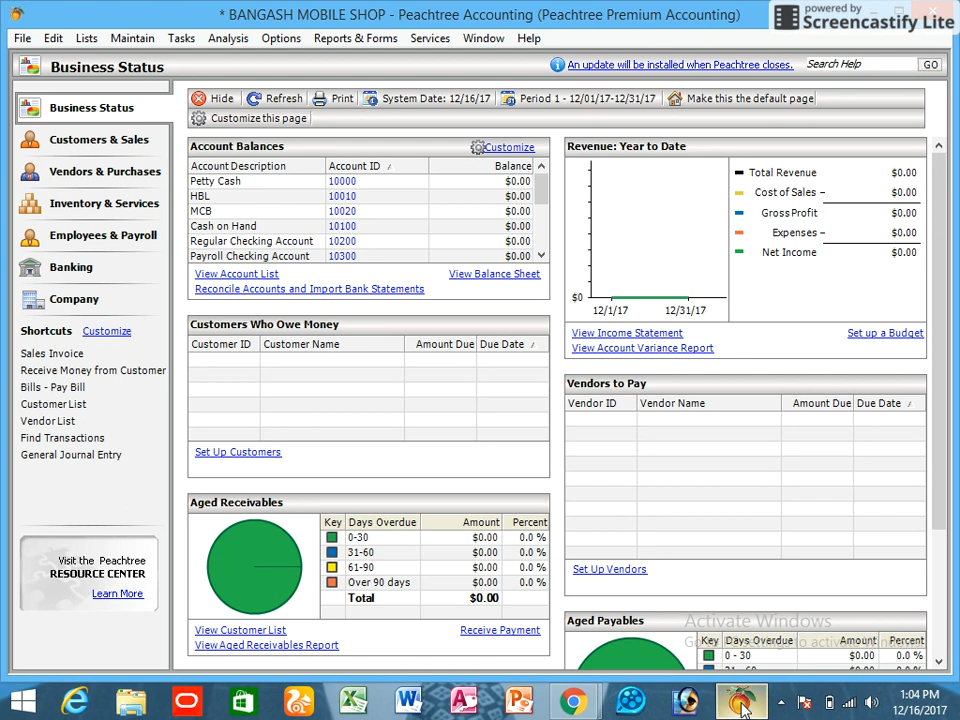 * BANGASH MOBILE SHOP - Peachtree Accounting (Peachtree Premium Accounting)
powered by
Screencastify Lite
File Edit Lists Maintain Tasks Analysis Options Reports & Forms Services Window Help
Business Status
An update will be installed when Peachtree closes.
Search Help
GO
Business Status
Customers & Sales
Vendors & Purchases
Inventory & Services
Employees & Payroll
Banking
Company
Shortcuts Customize
Sales Invoice
Receive Money from Customer
Bills - Pay Bill
Customer List
Vendor List
Find Transactions
General Journal Entry
Visit the Peachtree
RESOURCE CENTER
Learn More
Hide Refresh Print System Date: 12/16/17 Period 1 - 12/01/17-12/31/17 Make this the default page
Customize this page
Account Balances Customize
Account Description Account ID Balance
Petty Cash 10000 $0.00
HBL 10010 $0.00
MCB 10020 $0.00
Cash on Hand 10100 $0.00
Regular Checking Account 10200 $0.00
Payroll Checking Account 10300 $0.00
View Account List View Balance Sheet
Reconcile Accounts and Import Bank Statements
Customers Who Owe Money
Customer ID Customer Name Amount Due Due Date
Set Up Customers
Aged Receivables
Key Days Overdue Amount Percent
0-30 $0.00 0.0 %
31-60 $0.00 0.0 %
61-90 $0.00 0.0 %
Over 90 days $0.00 0.0 %
Total $0.00
View Customer List Receive Payment
View Aged Receivables Report
Revenue: Year to Date
Total Revenue $0.00
Cost of Sales - $0.00
Gross Profit $0.00
Expenses - $0.00
Net Income $0.00
$0
12/1/17 12/31/17
View Income Statement Set up a Budget
View Account Variance Report
Vendors to Pay
Vendor ID Vendor Name Amount Due Due Date
Set Up Vendors
Aged Payables
Activate Windows
Key Days Overdue Amount Percent
0 - 30 $0.00 0.0 %
1:04 PM
12/16/2017